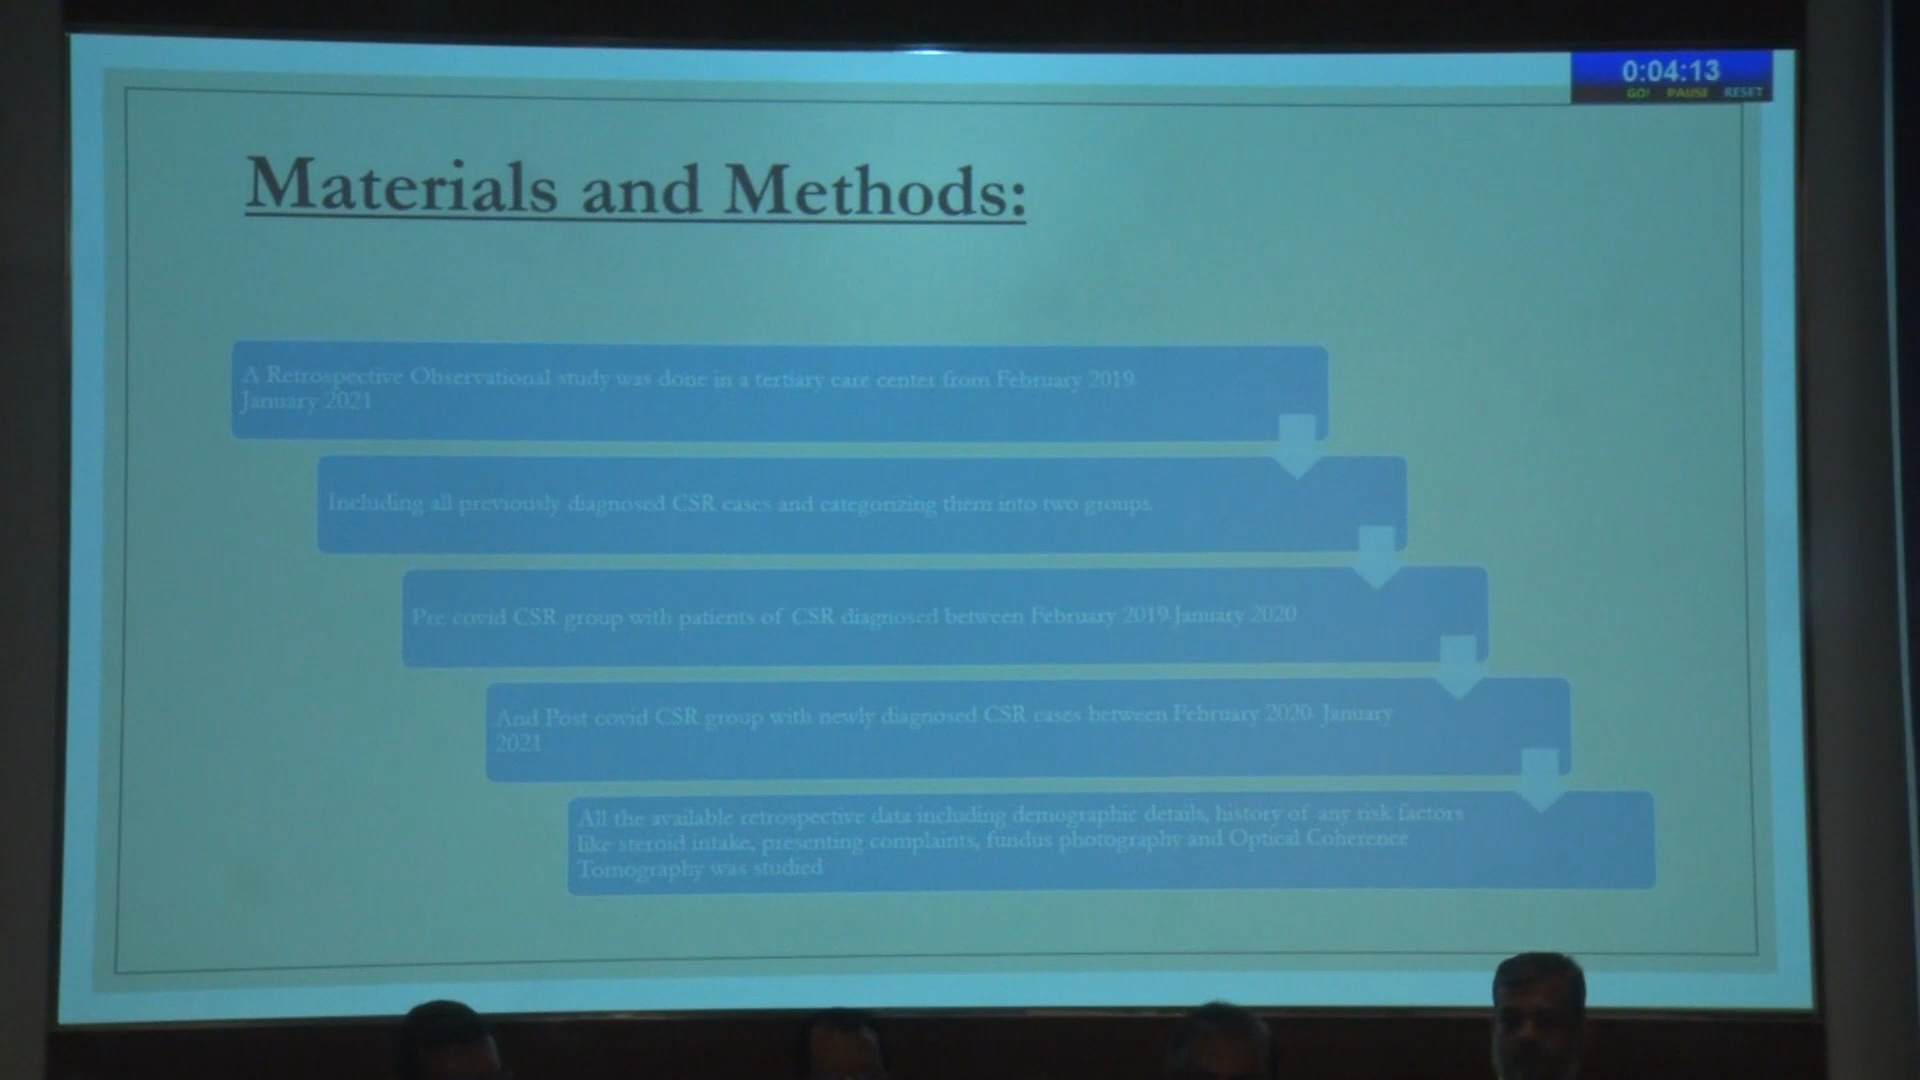 0:04:13
GO! PAUSE RESET
Materials and Methods:
A Retrospective Observational study was done in a tertiary care center from February 2019-
January 2021
Including all previously diagnosed CSR cases and categorizing them into two groups.
Pre covid CSR group with patients of CSR diagnosed between February 2019-January 2020
And Post covid CSR group with newly diagnosed CSR cases between February 2020- January
2021
All the available retrospective data including demographic details, history of any risk factors
like steroid intake, presenting complaints, fundus photography and Optical Coherence
Tomography was studied